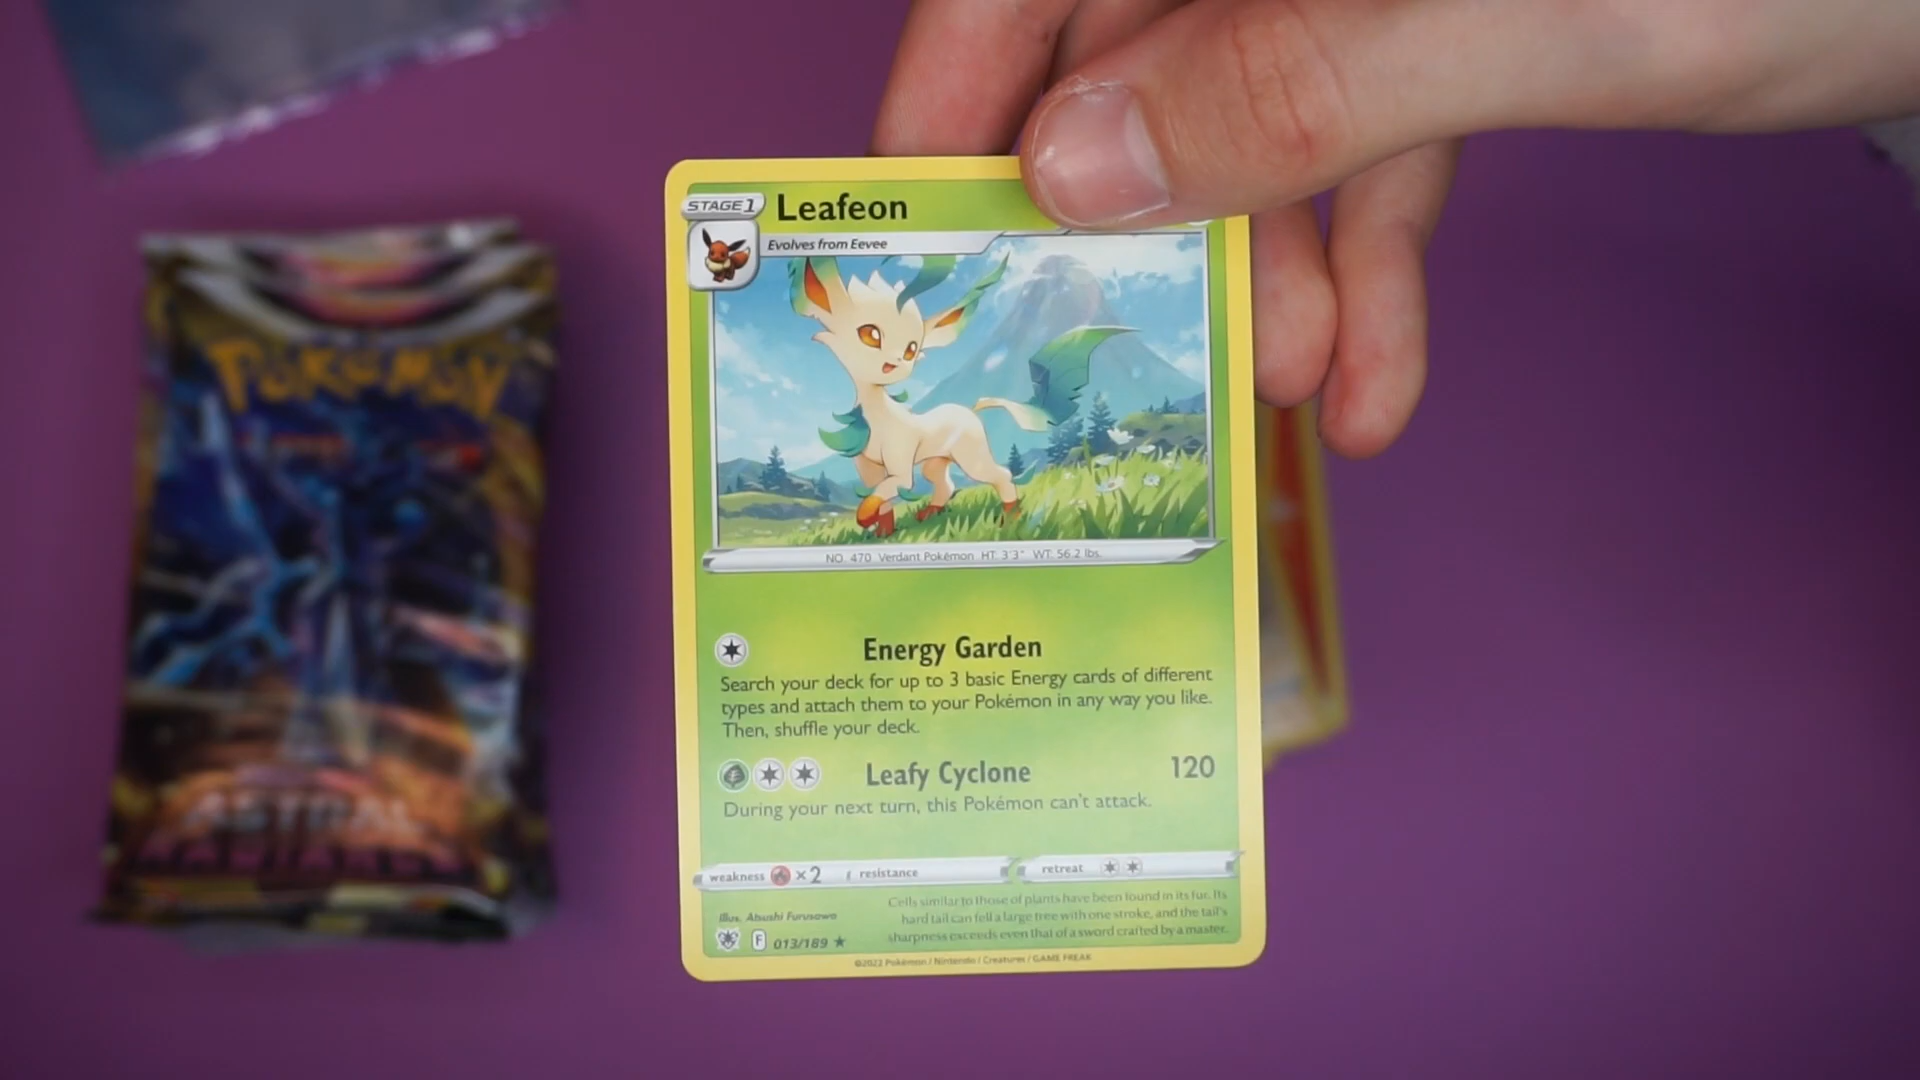 STAGE1 Leafeon
Evolves from Eevee
NO. 470 Verdant Pokémon HT: 3'3" WT: 56.2 lbs.
Energy Garden
Search your deck for up to 3 basic Energy cards of different
types and attach them to your Pokémon in any way you like.
Then, shuffle your deck.
Leafy Cyclone 120
During your next turn, this Pokémon can't attack.
weakness ×2 resistance retreat
Illus. Atsushi Furusawa
F 013/189 ★
Cells similar to those of plants have been found in its fur. Its
hard tail can fell a large tree with one stroke, and the tail's
sharpness exceeds even that of a sword crafted by a master.
©2022 Pokémon / Nintendo / Creatures / GAME FREAK
POKéMON
ASTRAL
RADIANCE